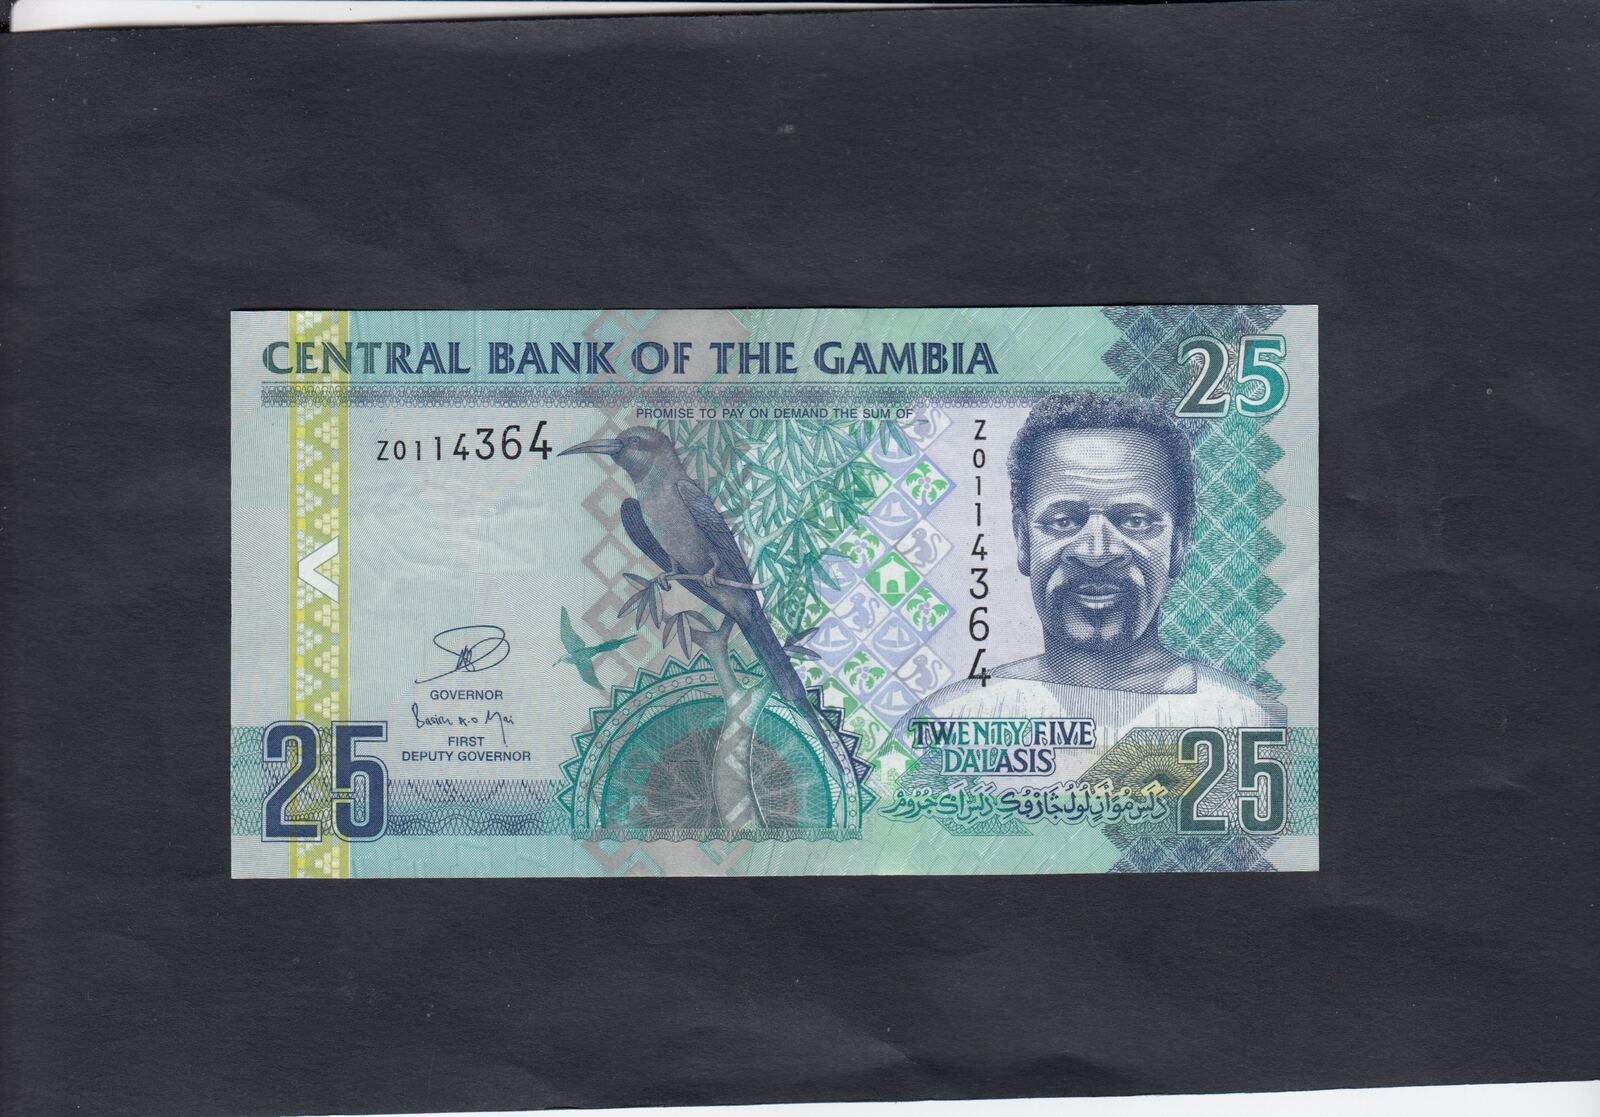 CENTRAL BANK OF THE GAMBIA
25
PROMISE TO PAY ON DEMAND THE SUM OF
Z0114364
Z0114364
GOVERNOR
FIRST
DEPUTY GOVERNOR
25
TWENTY FIVE
DALASIS
25